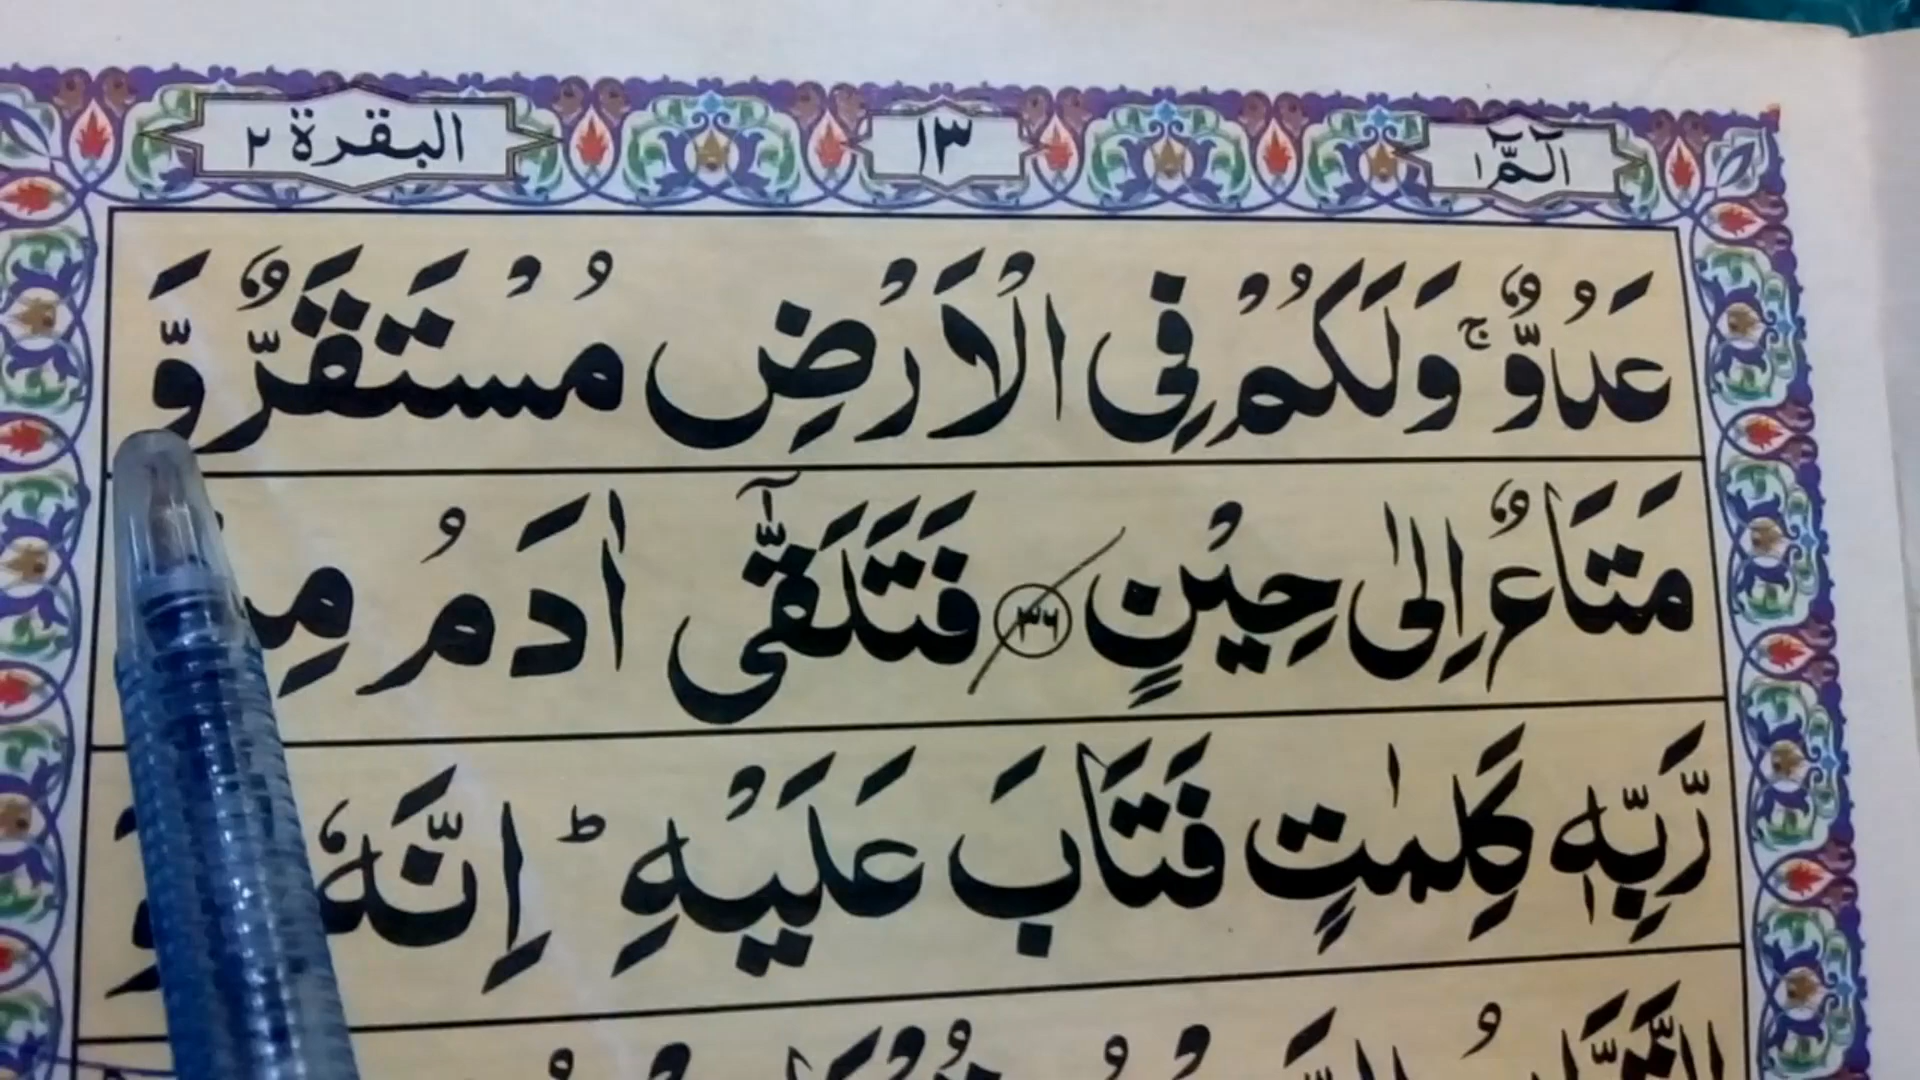 الٓمّٓ ١ ١٣ البقرة ٢
عَدُوٌّ ۚ وَلَكُمْ فِى الْاَرْضِ مُسْتَقَرٌّ وَّ
مَتَاعٌ اِلٰى حِيْنٍ ٣٦ فَتَلَقّٰٓى اٰدَمُ
رَّبِّهٖ كَلِمٰتٍ فَتَابَ عَلَيْهِ ؕ اِنَّهٗ